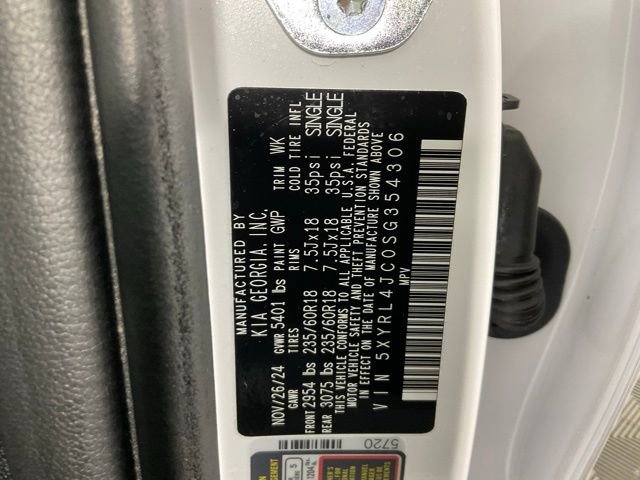 MANUFACTURED BY
KIA GEORGIA, INC.
NOV/26/24 GVWR 5401 lbs PAINT GWP TRIM WK
GAWR TIRES RIMS COLD TIRE INFL
FRONT 2954 lbs 235/60R18 7.5Jx18 35psi SINGLE
REAR 3075 lbs 235/60R18 7.5Jx18 35psi SINGLE
THIS VEHICLE CONFORMS TO ALL APPLICABLE U.S.A. FEDERAL
MOTOR VEHICLE SAFETY AND THEFT PREVENTION STANDARDS
IN EFFECT ON THE DATE OF MANUFACTURE SHOWN ABOVE
VIN 5XYRL4JC0SG354306
MPV
5720